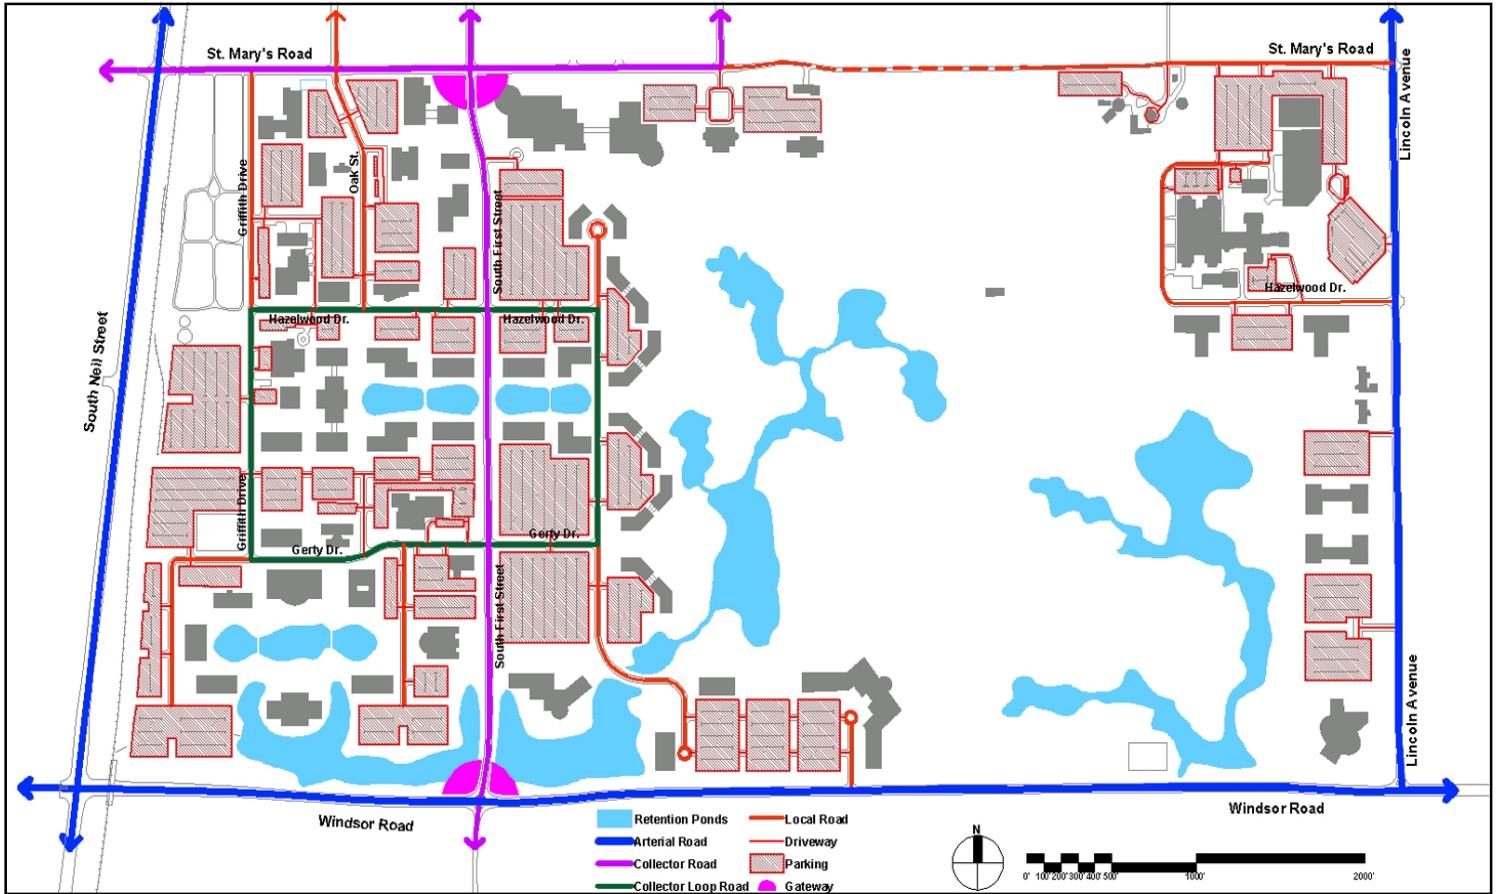 St. Mary's Road
St. Mary's Road
Lincoln Avenue
Griffith Drive
Oak St.
South First Street
Hazelwood Dr.
Hazelwood Dr.
Hazelwood Dr.
South Neil Street
Griffith Drive
Gerty Dr.
Gerty Dr.
South First Street
Lincoln Avenue
Windsor Road
Windsor Road
Retention Ponds
Arterial Road
Collector Road
Collector Loop Road
Local Road
Driveway
Parking
Gateway
N
0' 100' 200' 300' 400' 500' 1000' 2000'